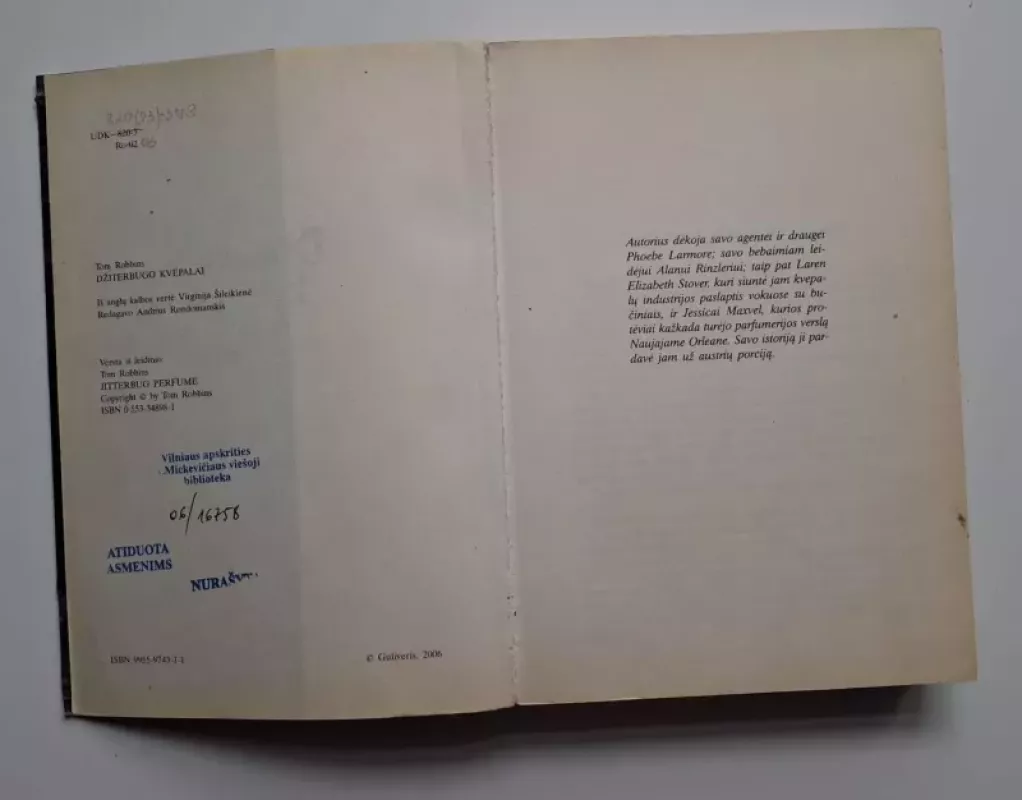 UDK
Tom Robbins
DŽITERBUGO KVEPALAI
Iš anglų kalbos vertė Virginija Šileikienė
Redagavo Andrius
Versta iš leidinio
Tom Robbins
JITTERBUG PERFUME
Copyright © by Tom Robbins
ISBN
Vilniaus apskrities
Mickevičiaus viešoji
biblioteka
06/16758
ATIDUOTA
ASMENIMS
ISBN
© Guliveris, 2006
Autorius dėkoja savo agentei ir draugei
Phoebe Larmore; savo bebaimiam lei-
dėjui Alanui Rinzleriui; taip pat Laren
Elizabeth Stover, kuri siuntė jam kvepa-
lų industrijos paslaptis vokuose su bu-
činiais, ir Jessicai Maxvel, kurios pro-
tėviai kažkada turėjo parfumerijos verslą
Naujajame Orleane. Savo istoriją ji par-
davė jam už austrių porciją.